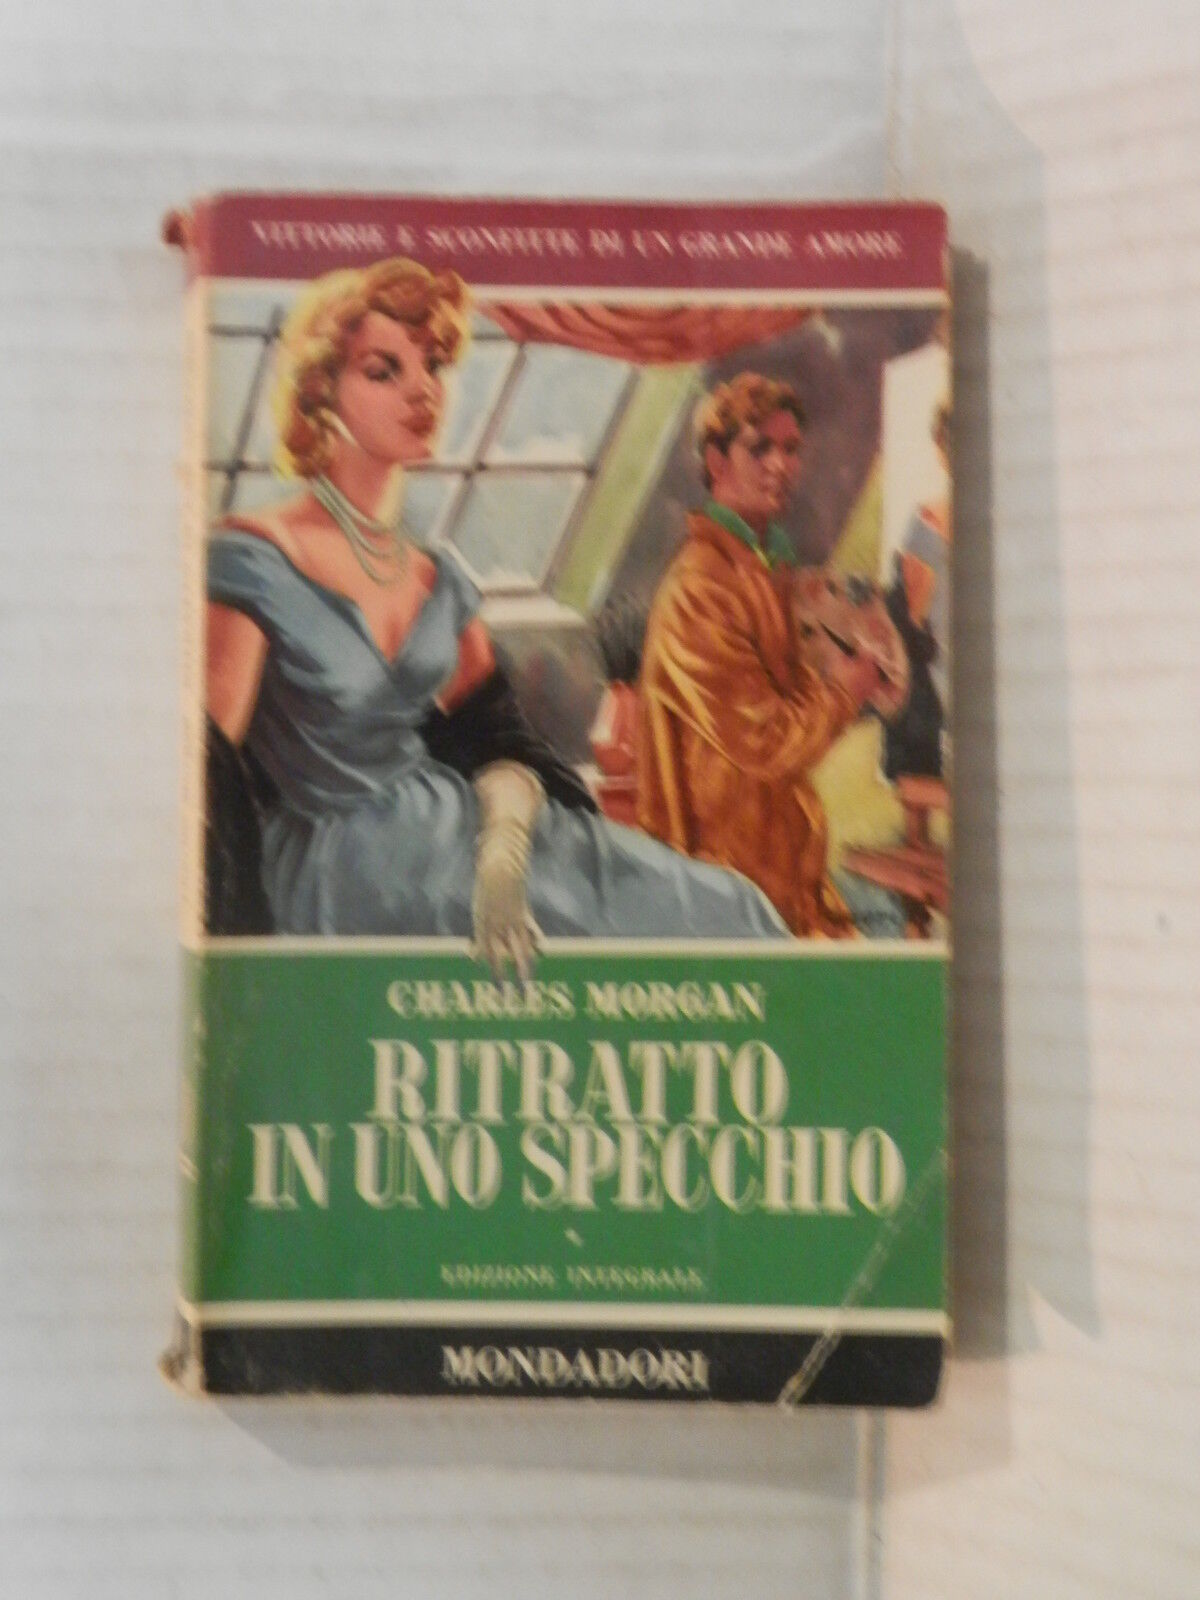 VITTORIE E SCONFITTE DI UN GRANDE AMORE
CHARLES MORGAN
RITRATTO
IN UNO SPECCHIO
EDIZIONE INTEGRALE
MONDADORI